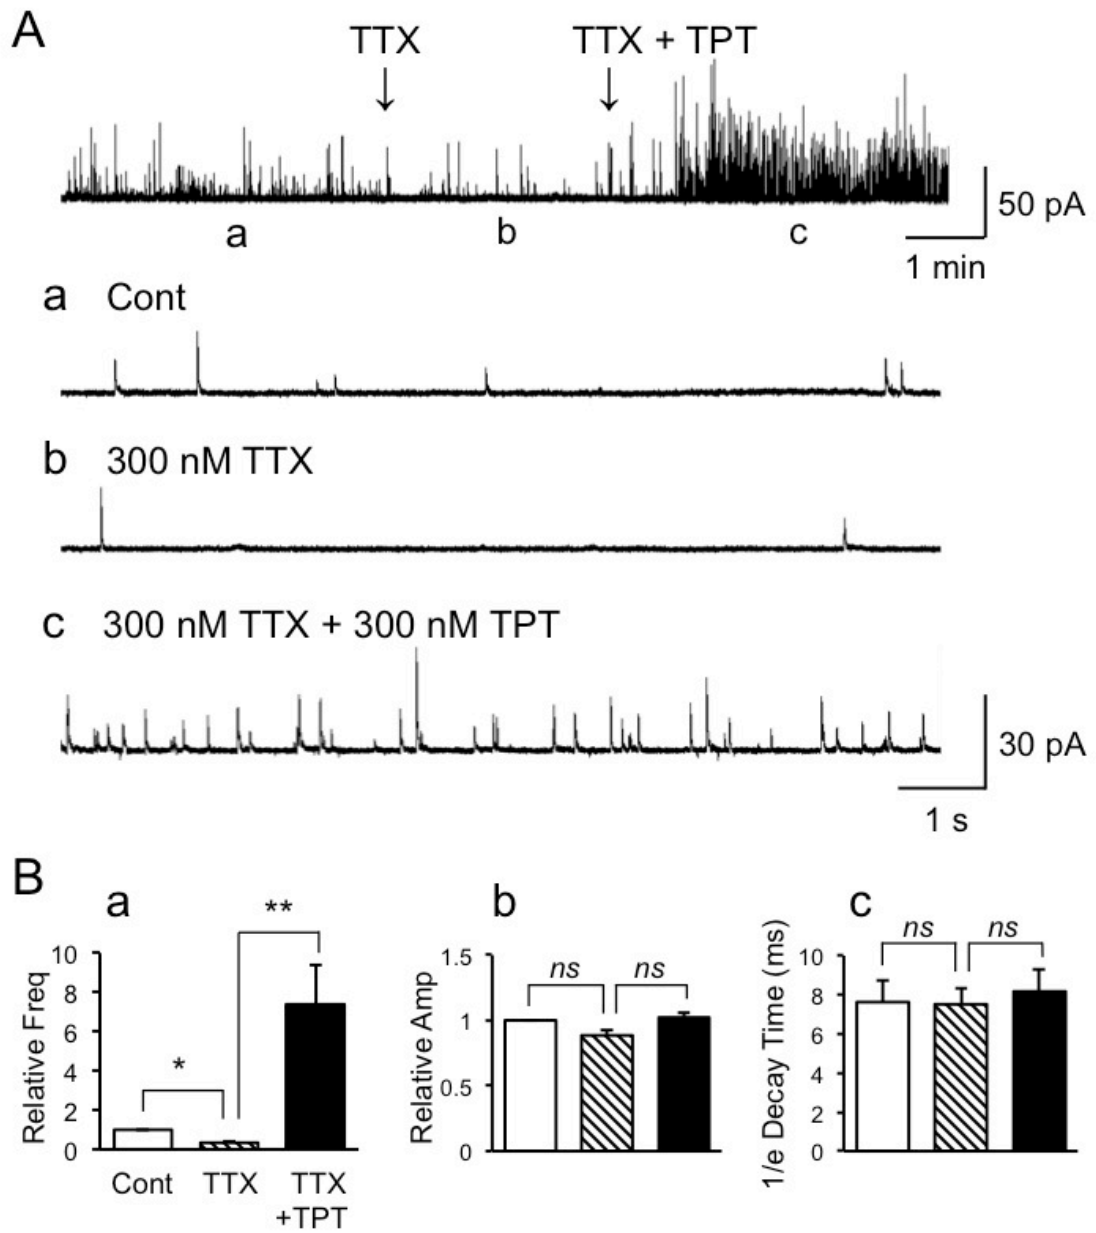 A
TTX
TTX + TPT
a
b
c
50 pA
1 min
a Cont
b 300 nM TTX
c 300 nM TTX + 300 nM TPT
30 pA
1 s
B
a
**
*
Relative Freq
10
8
6
4
2
0
Cont
TTX
TTX
+TPT
b
ns
ns
Relative Amp
1.5
1
0.5
0
c
ns
ns
1/e Decay Time (ms)
10
8
6
4
2
0